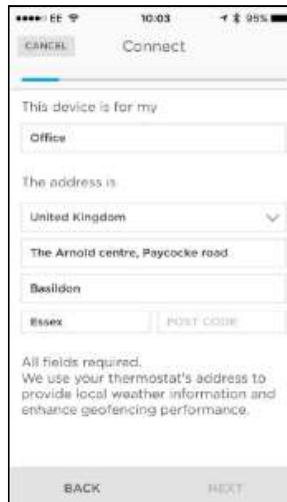 EE 10:03 95%
CANCEL Connect
This device is for my
Office
The address is
United Kingdom
The Arnold centre, Paycocke road
Basildon
Essex POST CODE
All fields required.
We use your thermostat's address to
provide local weather information and
enhance geofencing performance.
BACK NEXT